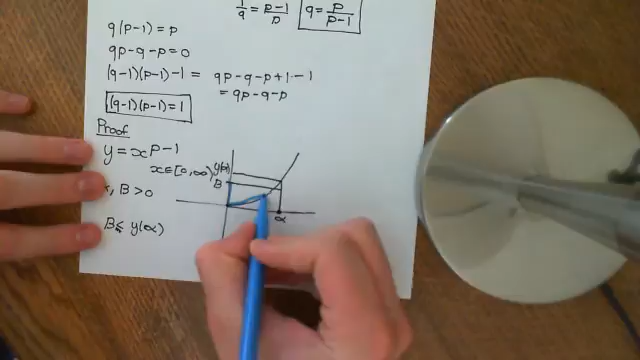 1/q = p-1/p    q = p/p-1
q(p-1) = p
qp-q-p=0
(q-1)(p-1)-1 = qp-q-p+1-1
= qp-q-p
(q-1)(p-1)=1
Proof
y = x^p-1
x∈[0,∞) y(α)
B
, B>0
B≤ y(α)
α